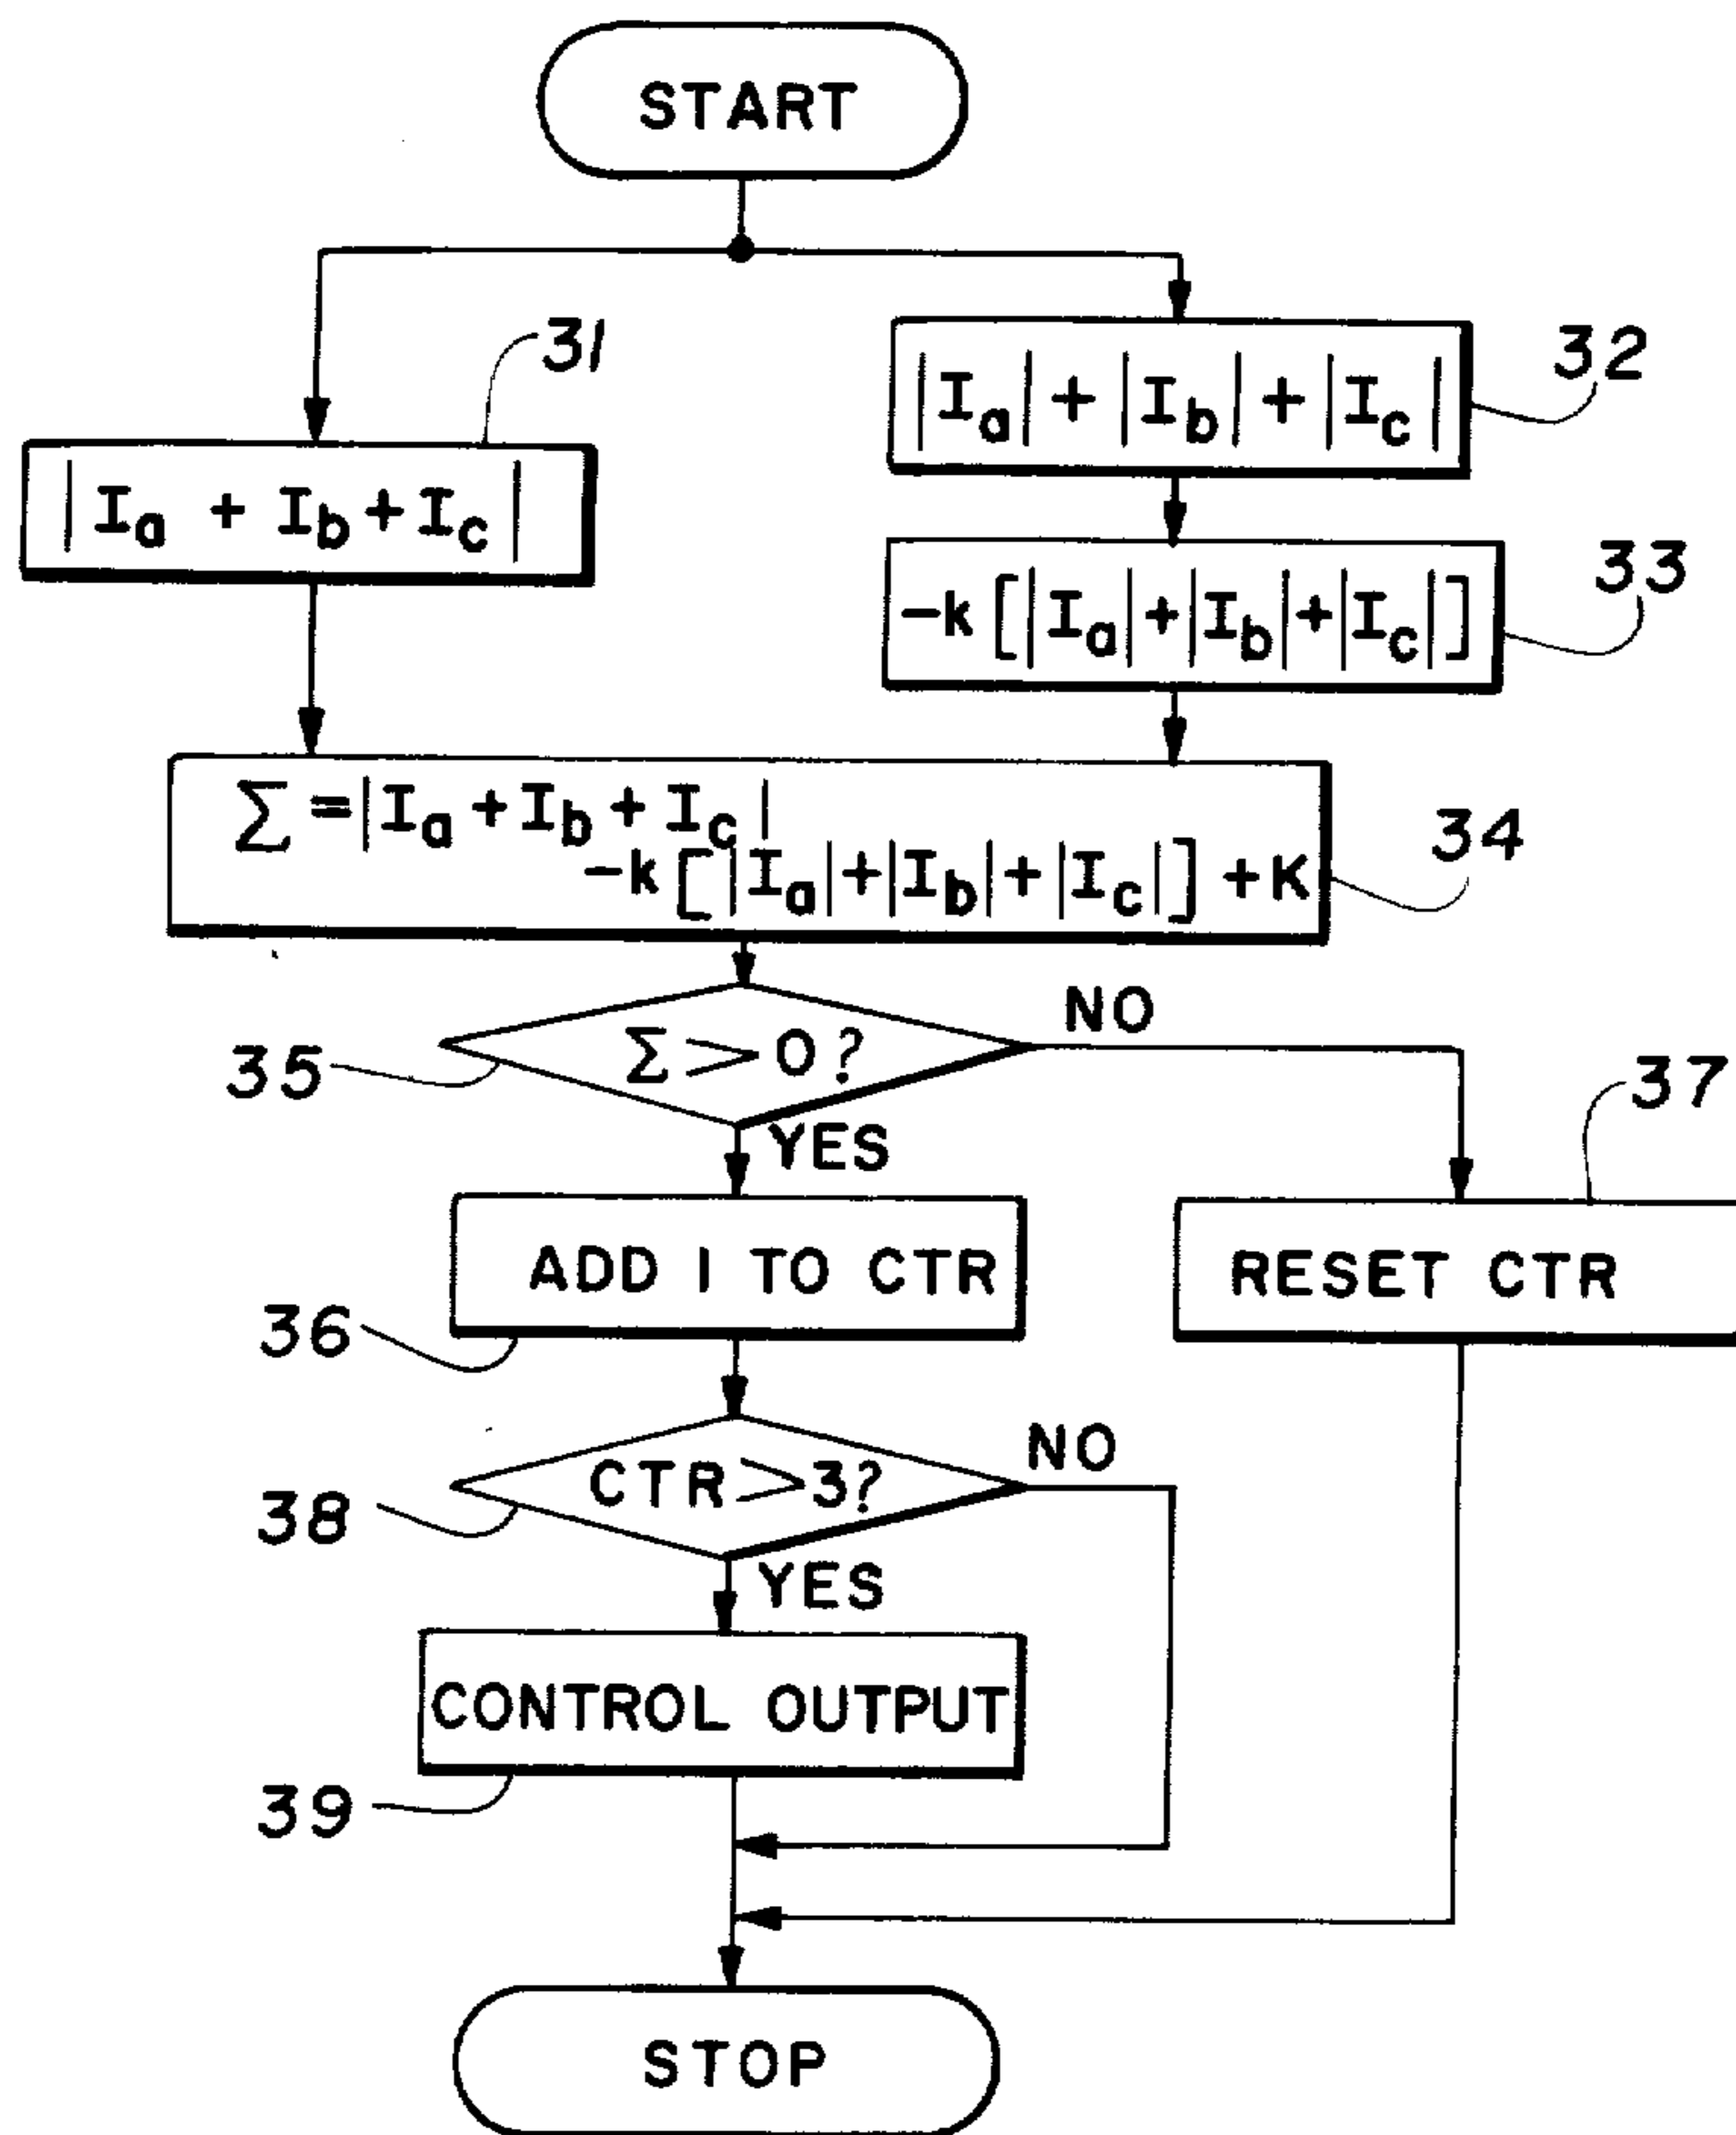 START
31
32
|Ia| + |Ib| + |Ic|
|Ia + Ib + Ic|
33
-k[|Ia|+|Ib|+|Ic|]
Σ =|Ia + Ib + Ic|
-k[|Ia|+|Ib|+|Ic|] +K
34
NO
Σ > 0 ?
35
37
YES
ADD 1 TO CTR
RESET CTR
36
NO
CTR > 3?
38
YES
CONTROL OUTPUT
39
STOP